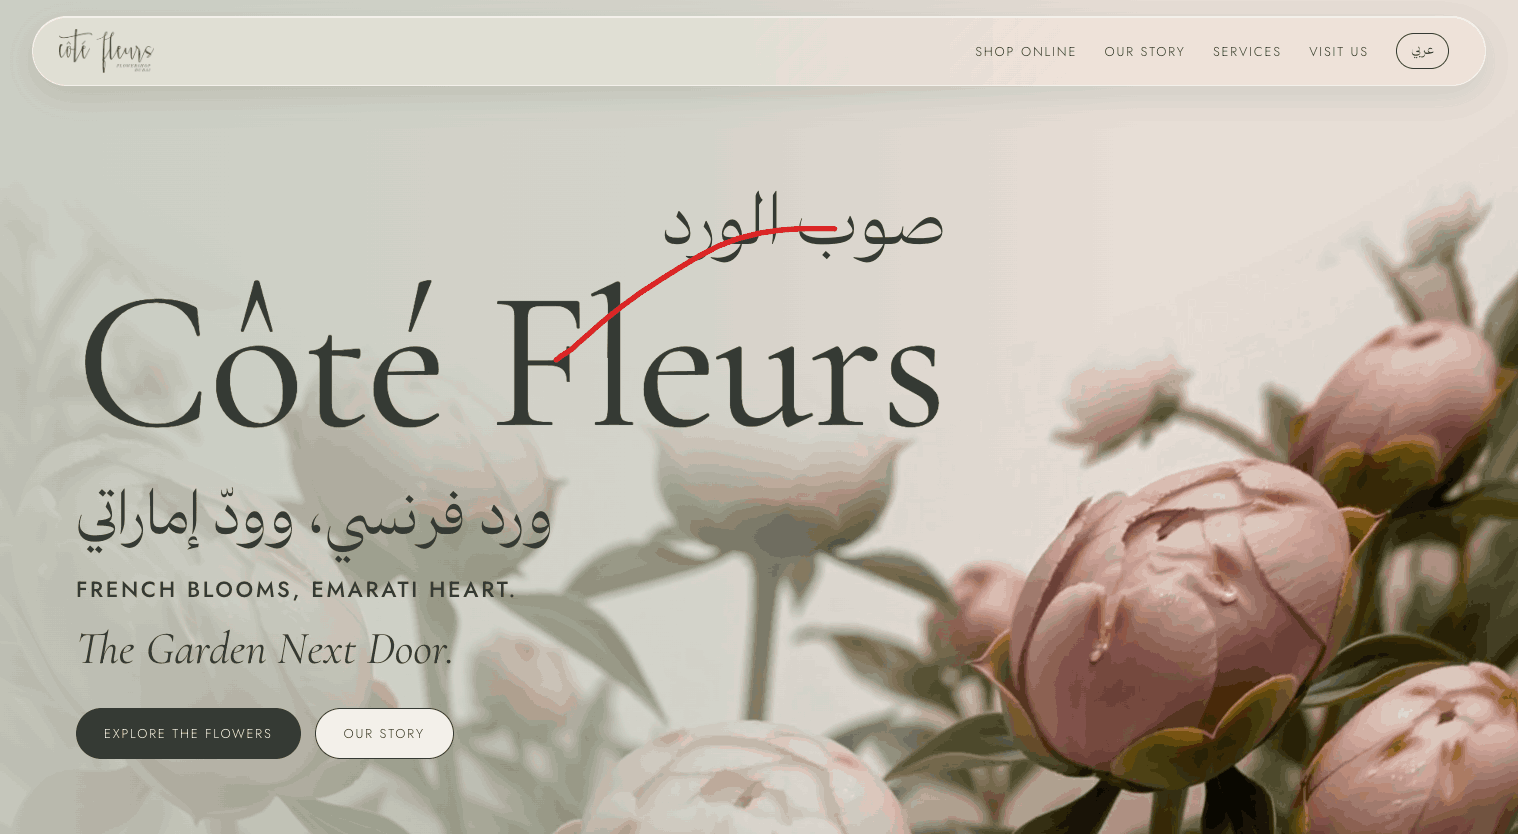 côté fleurs
SHOP ONLINE
OUR STORY
SERVICES
VISIT US
عربي
صوب الورد
Côté Fleurs
ورد فرنسي، وودّ إماراتي
FRENCH BLOOMS, EMARATI HEART.
The Garden Next Door.
EXPLORE THE FLOWERS
OUR STORY